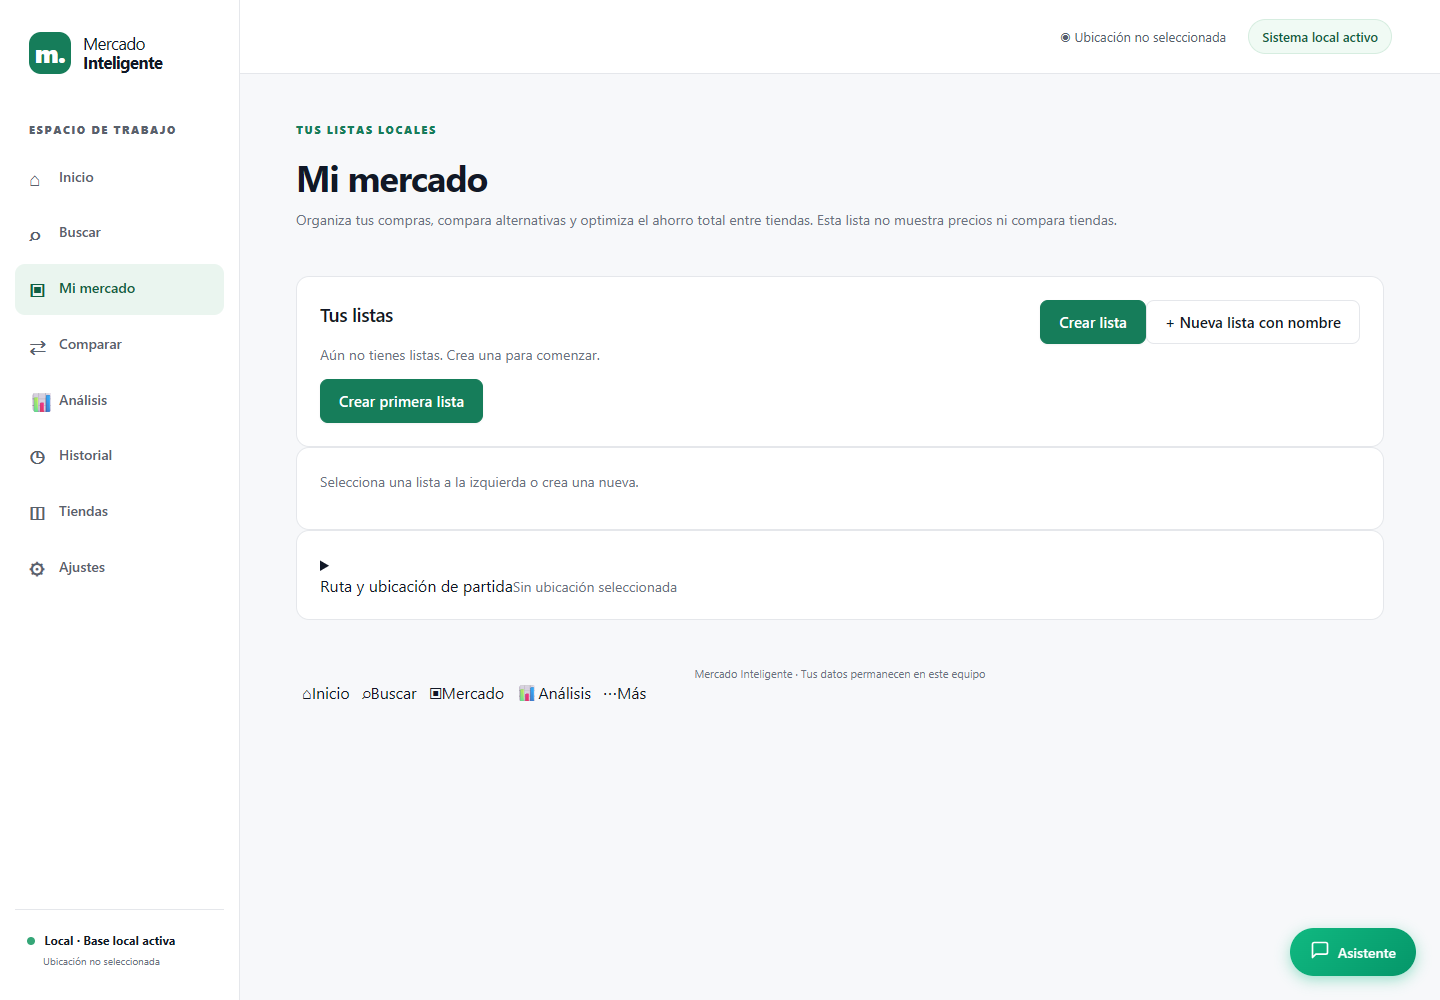 m.
Mercado
Inteligente
ESPACIO DE TRABAJO
Inicio
Buscar
Mi mercado
Comparar
Análisis
Historial
Tiendas
Ajustes
Local · Base local activa
Ubicación no seleccionada
◉ Ubicación no seleccionada
Sistema local activo
TUS LISTAS LOCALES
Mi mercado
Organiza tus compras, compara alternativas y optimiza el ahorro total entre tiendas. Esta lista no muestra precios ni compara tiendas.
Tus listas
Crear lista
+ Nueva lista con nombre
Aún no tienes listas. Crea una para comenzar.
Crear primera lista
Selecciona una lista a la izquierda o crea una nueva.
Ruta y ubicación de partidaSin ubicación seleccionada
Mercado Inteligente · Tus datos permanecen en este equipo
⌂Inicio ⌕Buscar ▣Mercado 📊Análisis ···Más
Asistente